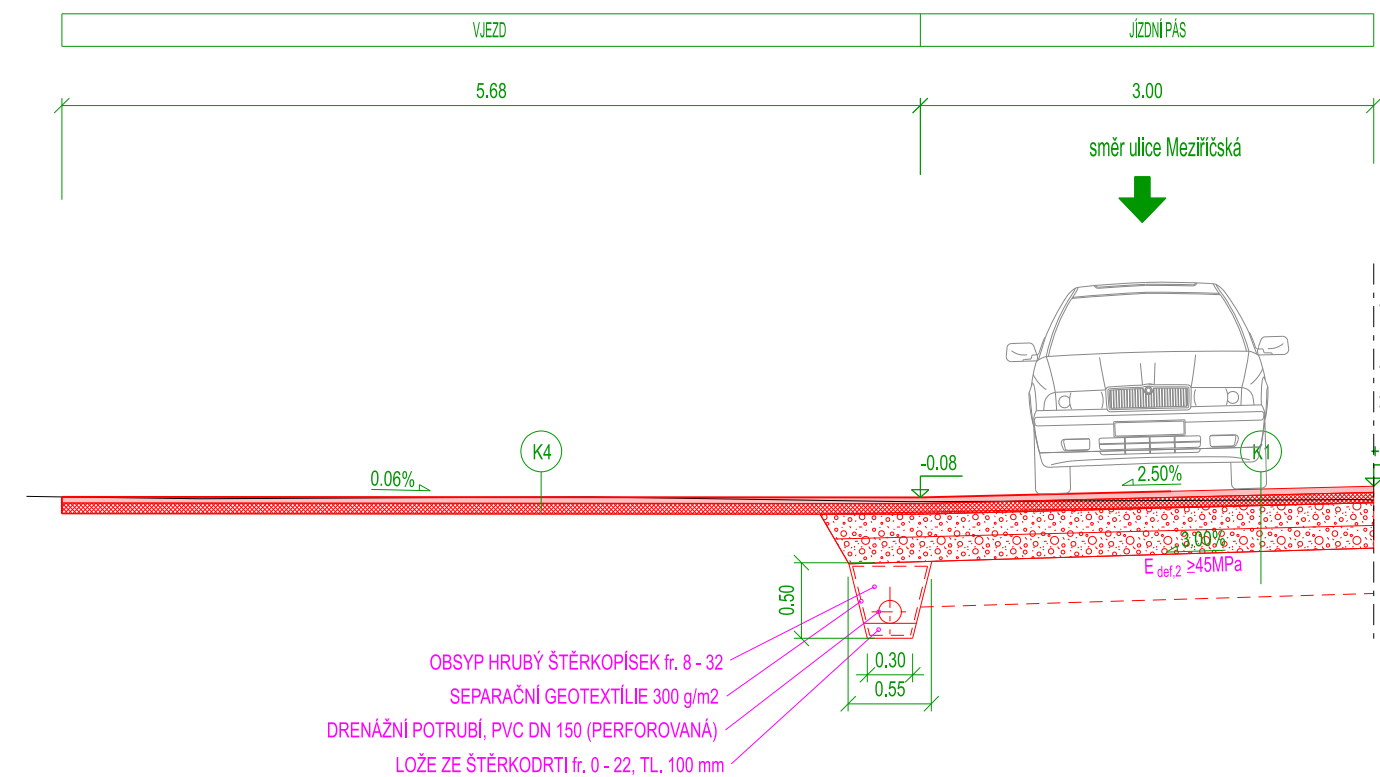 VJEZD
JÍZDNÍ PÁS
5.68
3.00
směr ulice Meziříčská
K4
-0.08
K1
0.06%
2.50%
3.00%
E def,2 ≥45MPa
0.50
OBSYP HRUBÝ ŠTĚRKOPÍSEK fr. 8 - 32
0.30
SEPARAČNÍ GEOTEXTÍLIE 300 g/m2
0.55
DRENÁŽNÍ POTRUBÍ, PVC DN 150 (PERFOROVANÁ)
LOŽE ZE ŠTĚRKODRTI fr. 0 - 22, TL. 100 mm